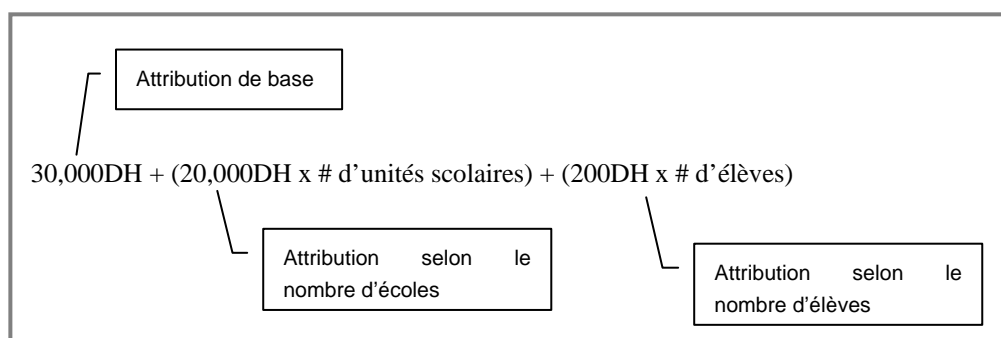 Attribution de base
30,000DH + (20,000DH x # d’unités scolaires) + (200DH x # d’élèves)
Attribution selon le
nombre d’écoles
Attribution selon le
nombre d’élèves